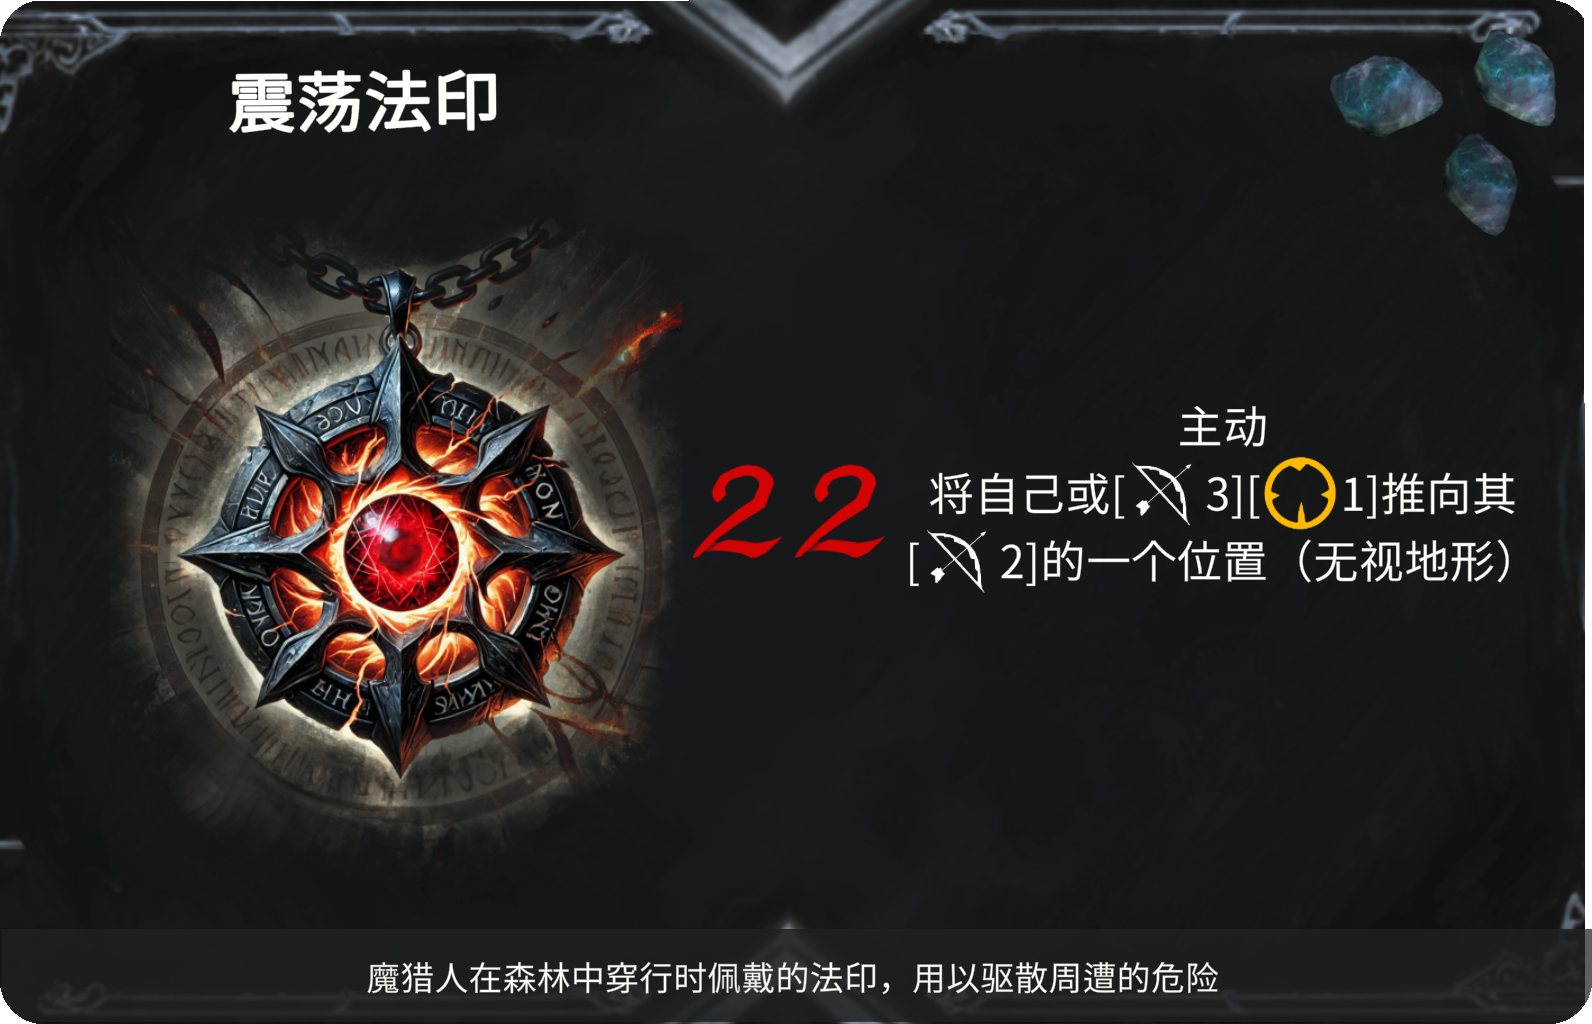 震荡法印
22
主动
将自己或[ 3][ 1]推向其
[ 2]的一个位置（无视地形）
魔猎人在森林中穿行时佩戴的法印，用以驱散周遭的危险